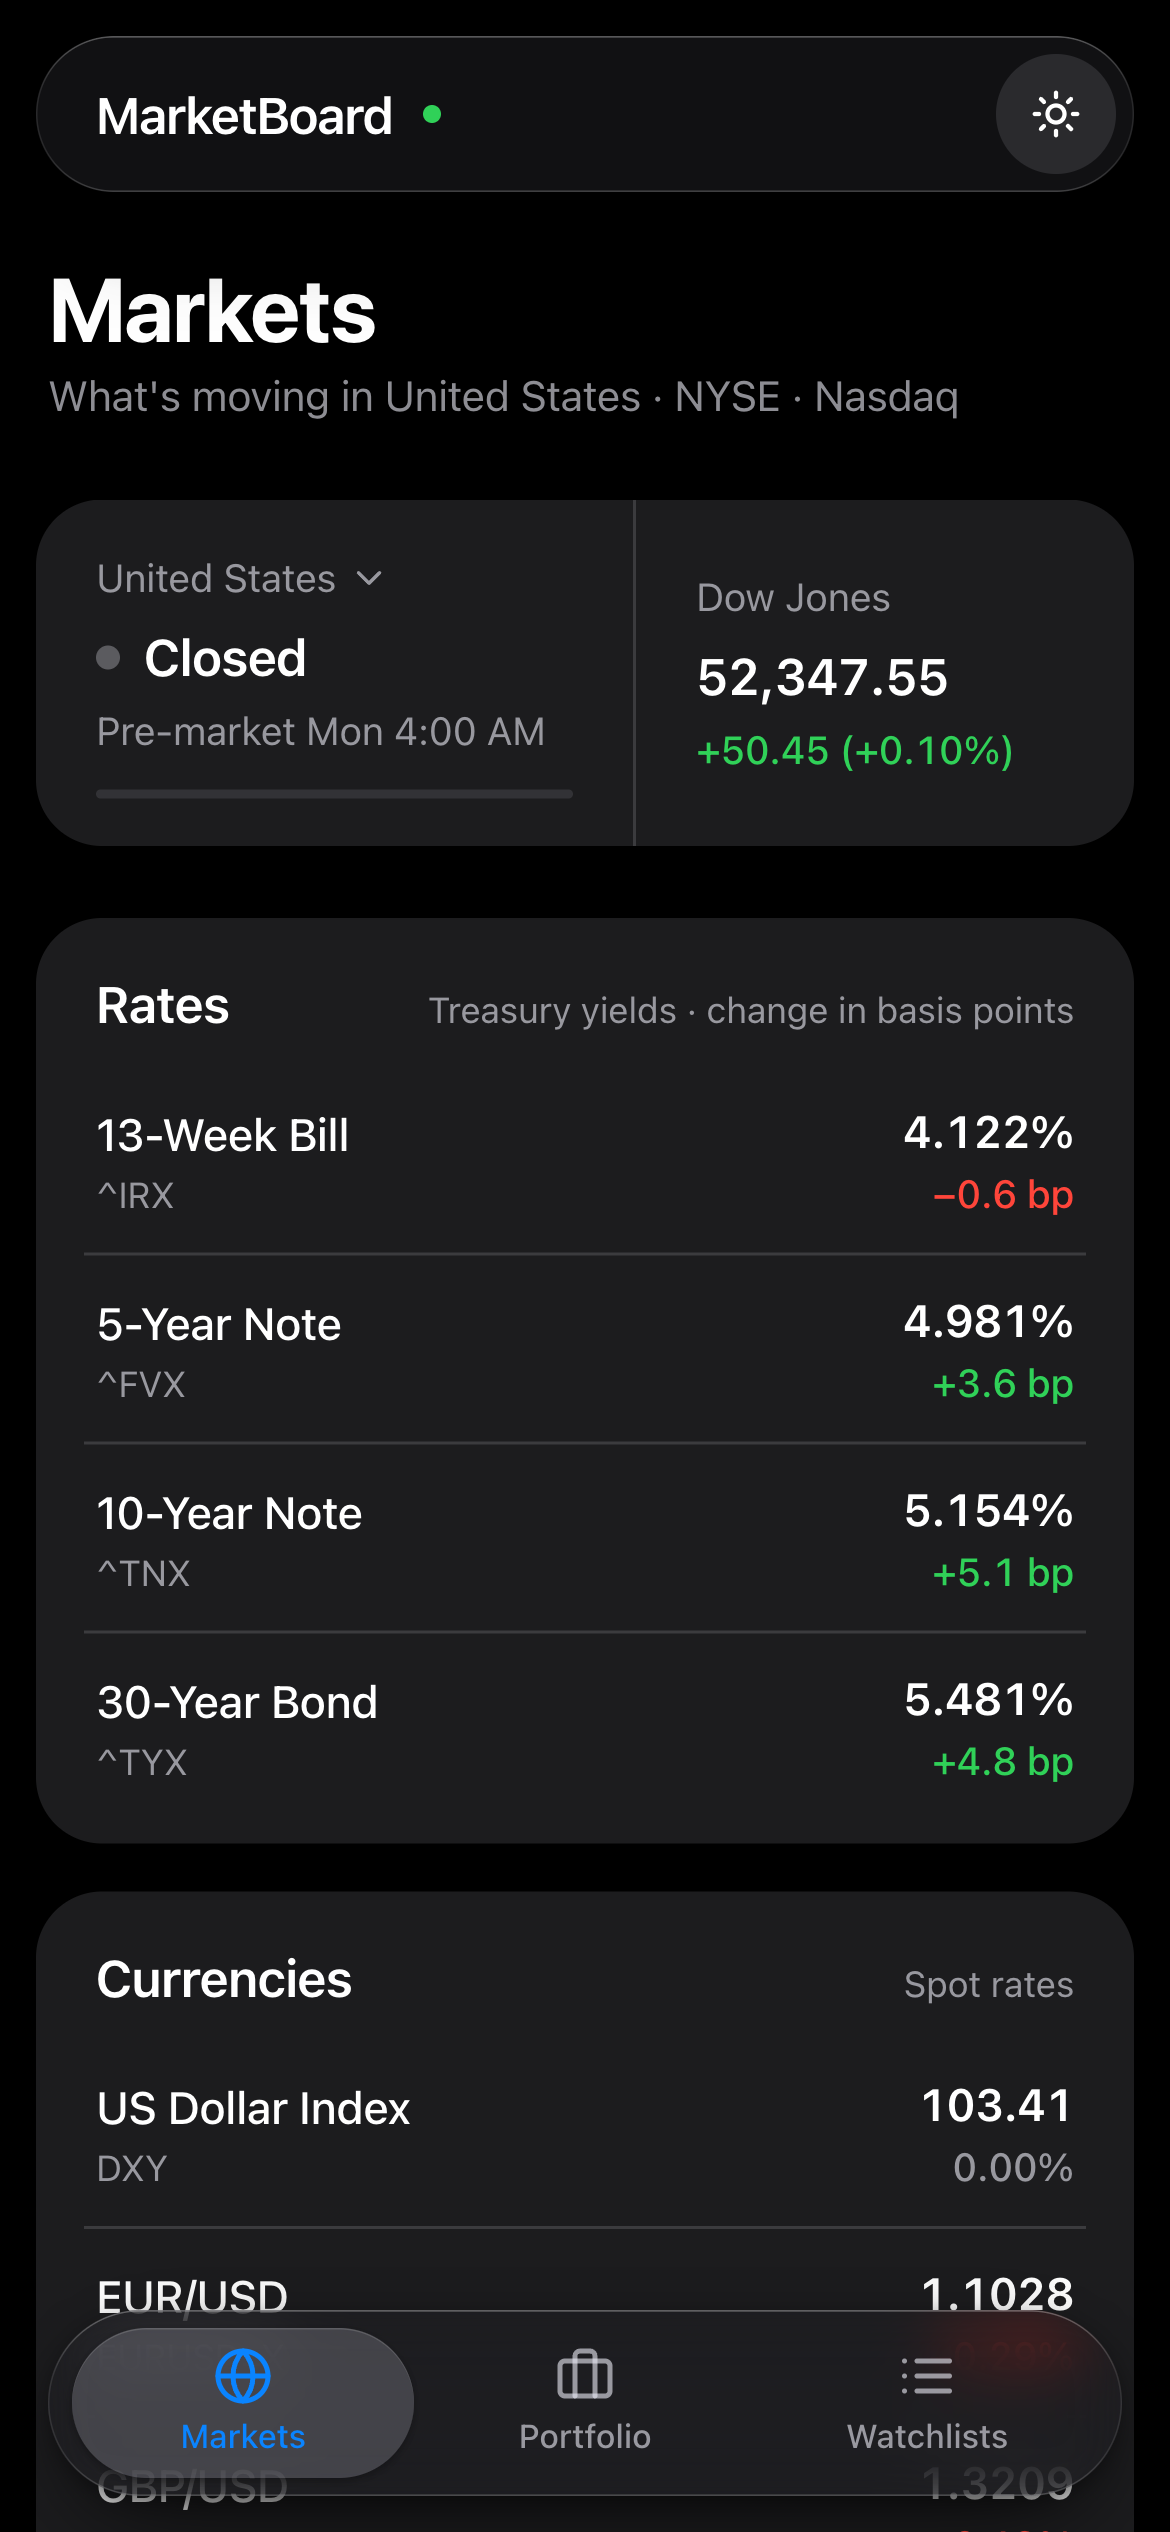 MarketBoard
Markets
What's moving in United States · NYSE · Nasdaq
United States
Closed
Pre-market Mon 4:00 AM
Dow Jones
52,347.55
+50.45 (+0.10%)
Rates
Treasury yields · change in basis points
13-Week Bill
4.122%
^IRX
−0.6 bp
5-Year Note
4.981%
^FVX
+3.6 bp
10-Year Note
5.154%
^TNX
+5.1 bp
30-Year Bond
5.481%
^TYX
+4.8 bp
Currencies
Spot rates
US Dollar Index
103.41
DXY
0.00%
EUR/USD
1.1028
Markets
Portfolio
Watchlists
GBP/USD
1.3209